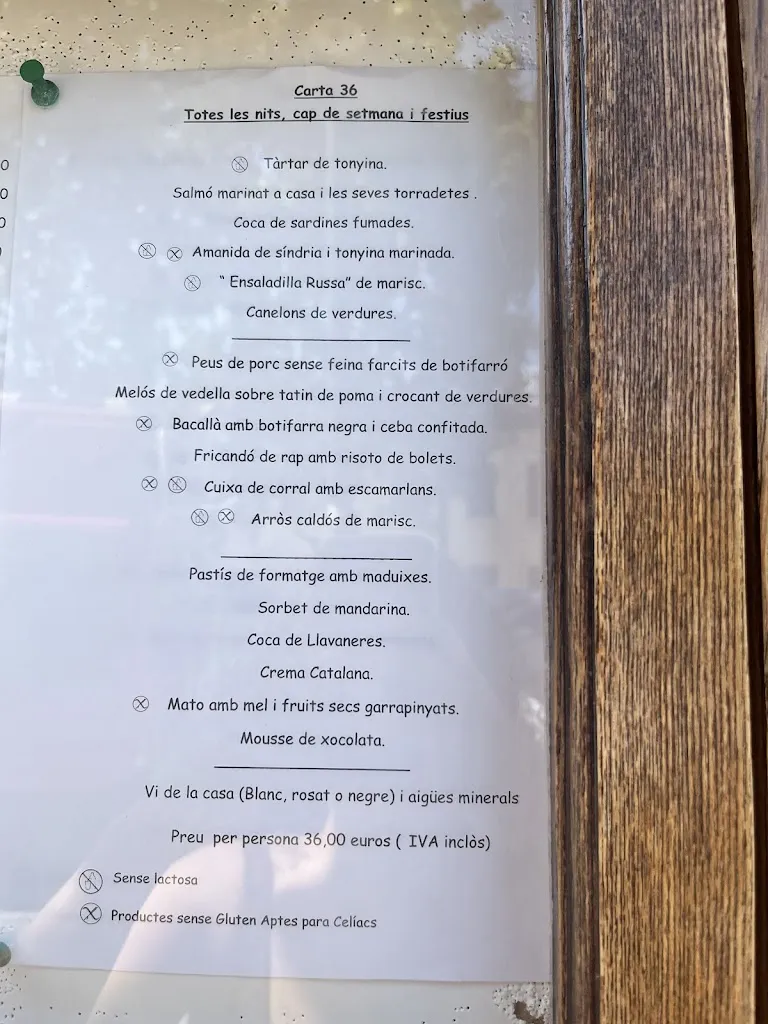 Carta 36
Totes les nits, cap de setmana i festius
Tàrtar de tonyina.
Salmó marinat a casa i les seves torradetes .
Coca de sardines fumades.
Amanida de síndria i tonyina marinada.
“ Ensaladilla Russa” de marisc.
Canelons de verdures.
Peus de porc sense feina farcits de botifarró
Melós de vedella sobre tatin de poma i crocant de verdures.
Bacallà amb botifarra negra i ceba confitada.
Fricandó de rap amb risoto de bolets.
Cuixa de corral amb escamarlans.
Arròs caldós de marisc.
Pastís de formatge amb maduixes.
Sorbet de mandarina.
Coca de Llavaneres.
Crema Catalana.
Mato amb mel i fruits secs garrapinyats.
Mousse de xocolata.
Vi de la casa (Blanc, rosat o negre) i aigües minerals
Preu per persona 36,00 euros ( IVA inclòs)
Sense lactosa
Productes sense Gluten Aptes para Celíacs